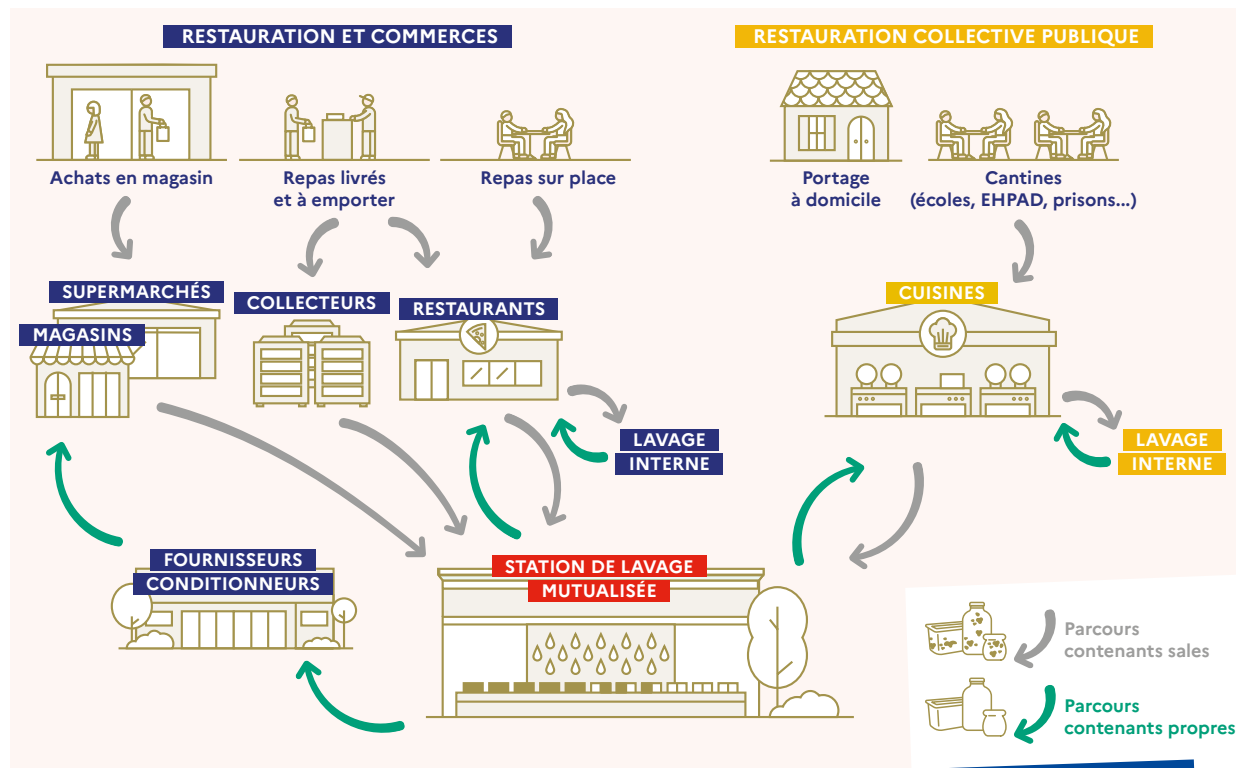 RESTAURATION ET COMMERCES
RESTAURATION COLLECTIVE PUBLIQUE
Achats en magasin
Repas livrés
et à emporter
Repas sur place
Portage
à domicile
Cantines
(écoles, EHPAD, prisons...)
SUPERMARCHÉS
MAGASINS
COLLECTEURS
RESTAURANTS
CUISINES
LAVAGE
INTERNE
LAVAGE
INTERNE
FOURNISSEURS
CONDITIONNEURS
STATION DE LAVAGE
MUTUALISÉE
Parcours
contenants sales
Parcours
contenants propres